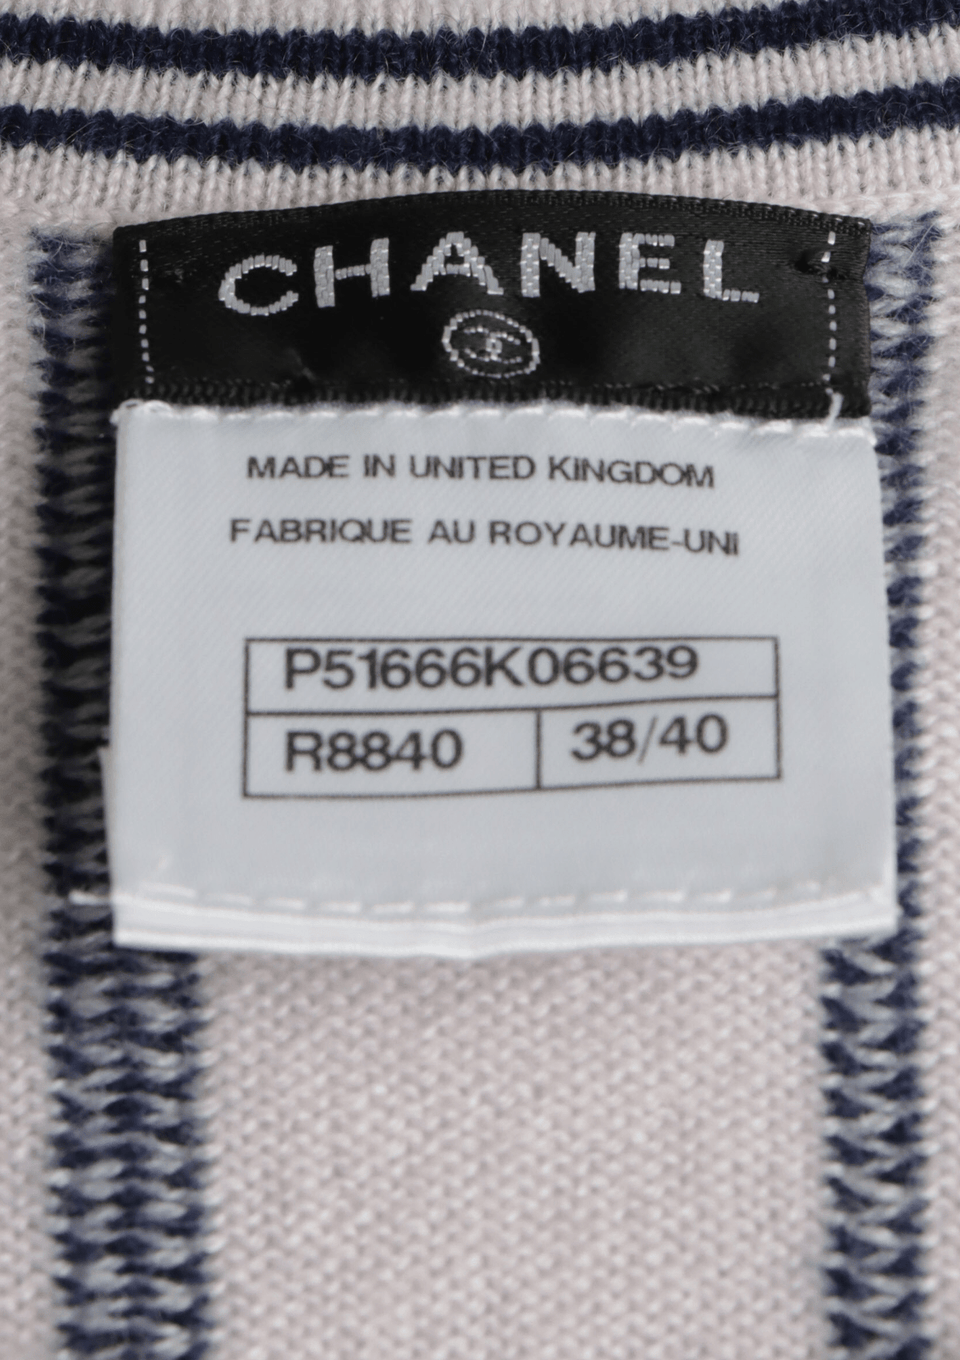 CHANEL
MADE IN UNITED KINGDOM
FABRIQUE AU ROYAUME-UNI
P51666K06639
R8840 38/40